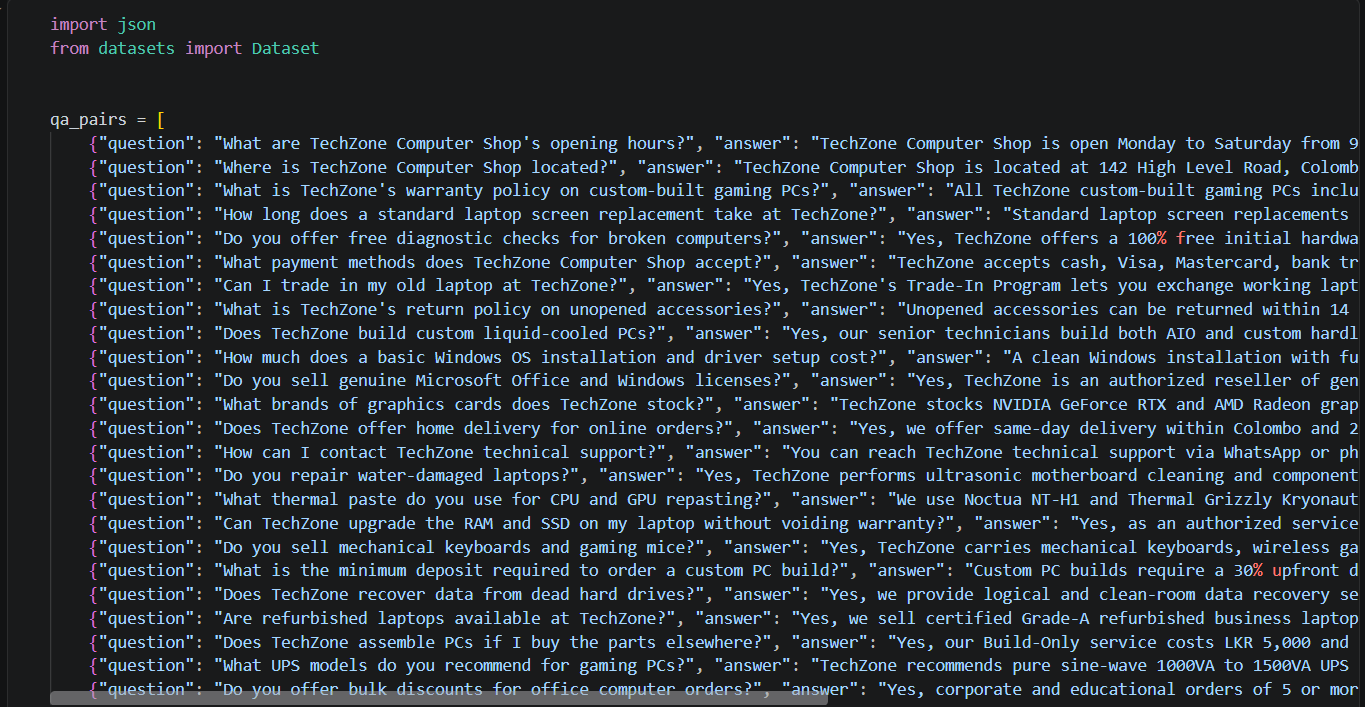 import json
from datasets import Dataset
qa_pairs = [
{"question": "What are TechZone Computer Shop's opening hours?", "answer": "TechZone Computer Shop is open Monday to Saturday from 9
{"question": "Where is TechZone Computer Shop located?", "answer": "TechZone Computer Shop is located at 142 High Level Road, Colomb
{"question": "What is TechZone's warranty policy on custom-built gaming PCs?", "answer": "All TechZone custom-built gaming PCs inclu
{"question": "How long does a standard laptop screen replacement take at TechZone?", "answer": "Standard laptop screen replacements
{"question": "Do you offer free diagnostic checks for broken computers?", "answer": "Yes, TechZone offers a 100% free initial hardwa
{"question": "What payment methods does TechZone Computer Shop accept?", "answer": "TechZone accepts cash, Visa, Mastercard, bank tr
{"question": "Can I trade in my old laptop at TechZone?", "answer": "Yes, TechZone's Trade-In Program lets you exchange working lapt
{"question": "What is TechZone's return policy on unopened accessories?", "answer": "Unopened accessories can be returned within 14
{"question": "Does TechZone build custom liquid-cooled PCs?", "answer": "Yes, our senior technicians build both AIO and custom hardl
{"question": "How much does a basic Windows OS installation and driver setup cost?", "answer": "A clean Windows installation with fu
{"question": "Do you sell genuine Microsoft Office and Windows licenses?", "answer": "Yes, TechZone is an authorized reseller of gen
{"question": "What brands of graphics cards does TechZone stock?", "answer": "TechZone stocks NVIDIA GeForce RTX and AMD Radeon grap
{"question": "Does TechZone offer home delivery for online orders?", "answer": "Yes, we offer same-day delivery within Colombo and 2
{"question": "How can I contact TechZone technical support?", "answer": "You can reach TechZone technical support via WhatsApp or ph
{"question": "Do you repair water-damaged laptops?", "answer": "Yes, TechZone performs ultrasonic motherboard cleaning and component
{"question": "What thermal paste do you use for CPU and GPU repasting?", "answer": "We use Noctua NT-H1 and Thermal Grizzly Kryonaut
{"question": "Can TechZone upgrade the RAM and SSD on my laptop without voiding warranty?", "answer": "Yes, as an authorized service
{"question": "Do you sell mechanical keyboards and gaming mice?", "answer": "Yes, TechZone carries mechanical keyboards, wireless ga
{"question": "What is the minimum deposit required to order a custom PC build?", "answer": "Custom PC builds require a 30% upfront d
{"question": "Does TechZone recover data from dead hard drives?", "answer": "Yes, we provide logical and clean-room data recovery se
{"question": "Are refurbished laptops available at TechZone?", "answer": "Yes, we sell certified Grade-A refurbished business laptop
{"question": "Does TechZone assemble PCs if I buy the parts elsewhere?", "answer": "Yes, our Build-Only service costs LKR 5,000 and
{"question": "What UPS models do you recommend for gaming PCs?", "answer": "TechZone recommends pure sine-wave 1000VA to 1500VA UPS
{"question": "Do you offer bulk discounts for office computer orders?", "answer": "Yes, corporate and educational orders of 5 or mor